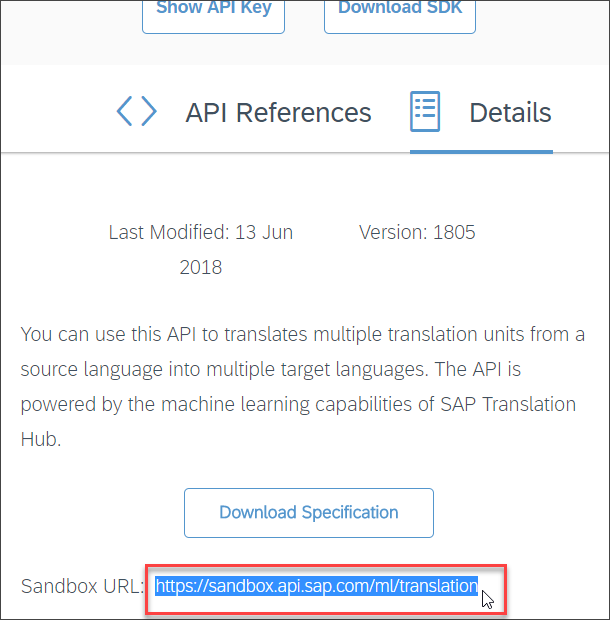 Show API Key Download SDK
API References Details
Last Modified: 13 Jun 2018 Version: 1805
You can use this API to translates multiple translation units from a
source language into multiple target languages. The API is
powered by the machine learning capabilities of SAP Translation
Hub.
Download Specification
Sandbox URL: https://sandbox.api.sap.com/ml/translation